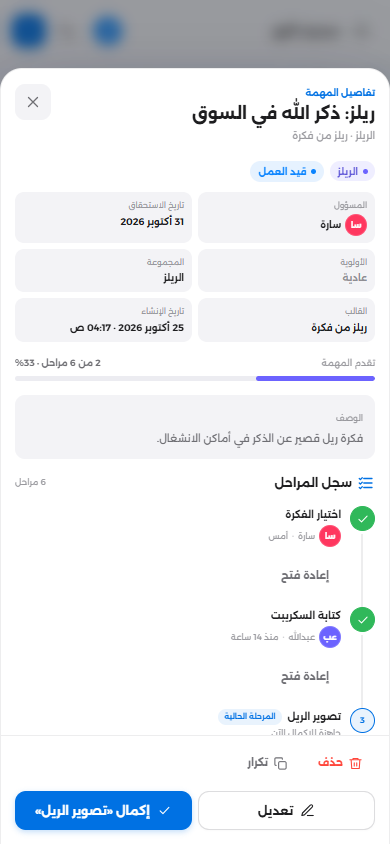 تفاصيل المهمة
ريلز: ذكر الله في السوق
الريلز · ريلز من فكرة
الريلز
قيد العمل
المسؤول
سا سارة
تاريخ الاستحقاق
31 أكتوبر 2026
الأولوية
عادية
المجموعة
الريلز
القالب
ريلز من فكرة
تاريخ الإنشاء
25 أكتوبر 2026 · 04:17 ص
تقدم المهمة
2 من 6 مراحل · 33%
الوصف
فكرة ريل قصير عن الذكر في أماكن الانشغال.
سجل المراحل
6 مراحل
اختيار الفكرة
سا سارة · أمس
إعادة فتح
كتابة السكريبت
عب عبدالله · منذ 14 ساعة
إعادة فتح
3 تصوير الريل المرحلة الحالية
جاهزة للإكمال الآن
حذف
تكرار
تعديل
إكمال «تصوير الريل»